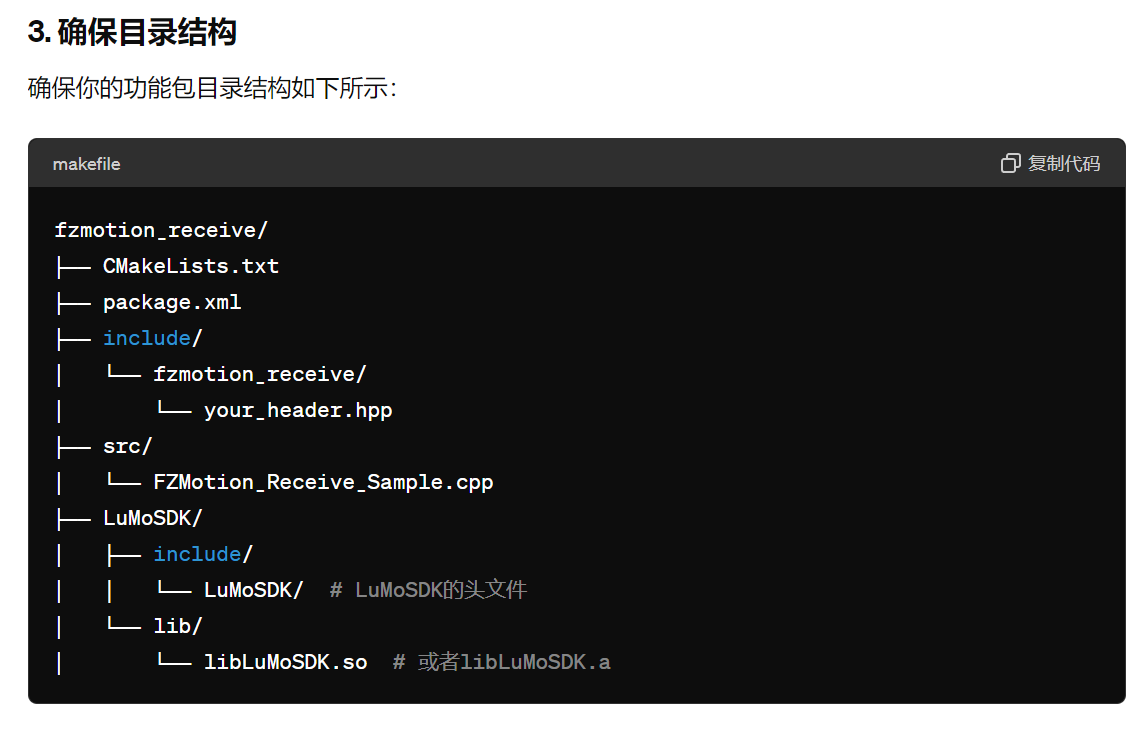 3. 确保目录结构
确保你的功能包目录结构如下所示：
makefile
复制代码
fzmotion_receive/
├── CMakeLists.txt
├── package.xml
├── include/
│   └── fzmotion_receive/
│       └── your_header.hpp
├── src/
│   └── FZMotion_Receive_Sample.cpp
├── LuMoSDK/
│   ├── include/
│   │   └── LuMoSDK/  # LuMoSDK的头文件
│   └── lib/
│       └── libLuMoSDK.so  # 或者libLuMoSDK.a